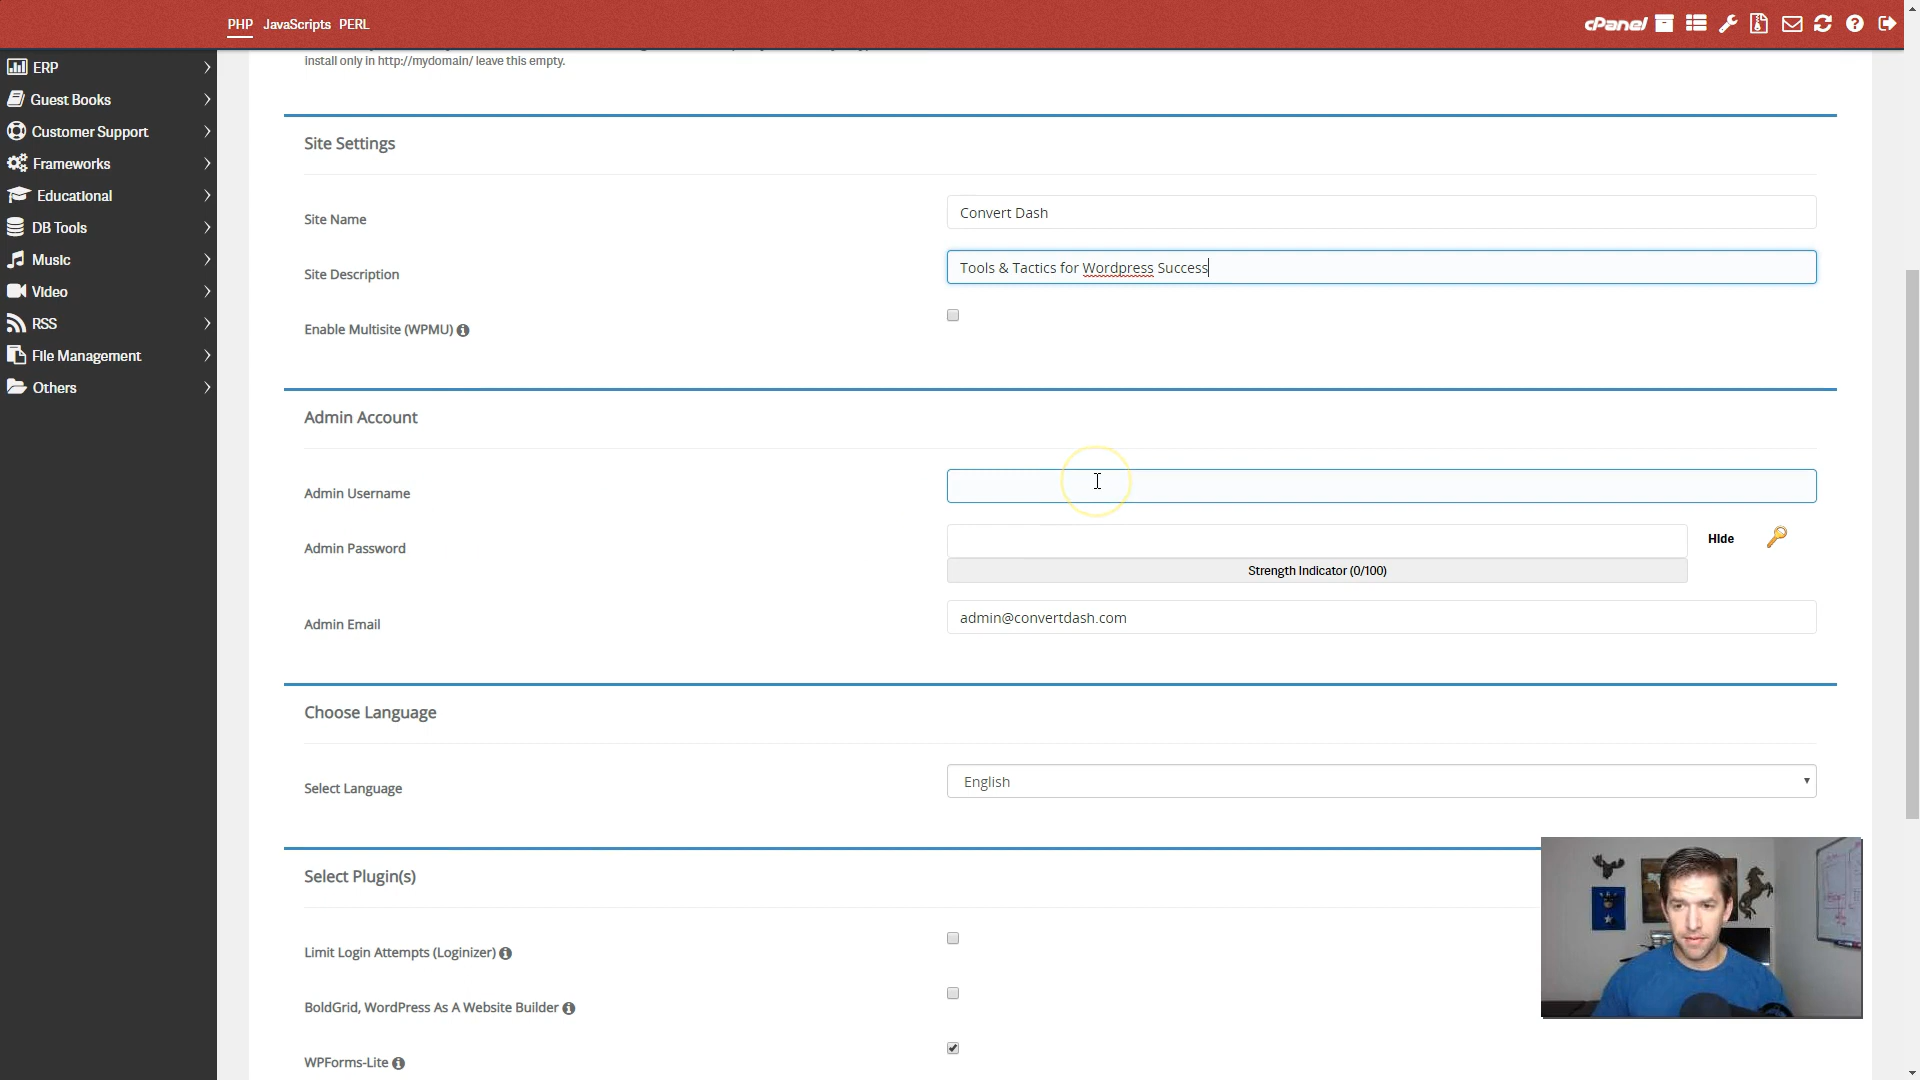 PHP JavaScripts PERL
cPanel
ERP
Guest Books
Customer Support
Frameworks
Educational
DB Tools
Music
Video
RSS
File Management
Others
install only in http://mydomain/ leave this empty.
Site Settings
Site Name
Convert Dash
Site Description
Tools & Tactics for Wordpress Success
Enable Multisite (WPMU)
Admin Account
Admin Username
Admin Password
Hide
Strength Indicator (0/100)
Admin Email
admin@convertdash.com
Choose Language
Select Language
English
Select Plugin(s)
Limit Login Attempts (Loginizer)
BoldGrid, WordPress As A Website Builder
WPForms-Lite